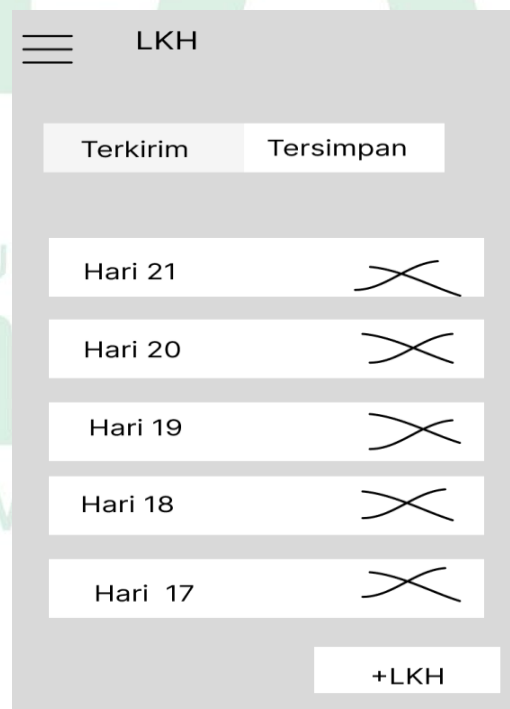 LKH
Terkirim Tersimpan
Hari 21
Hari 20
Hari 19
Hari 18
Hari 17
+LKH